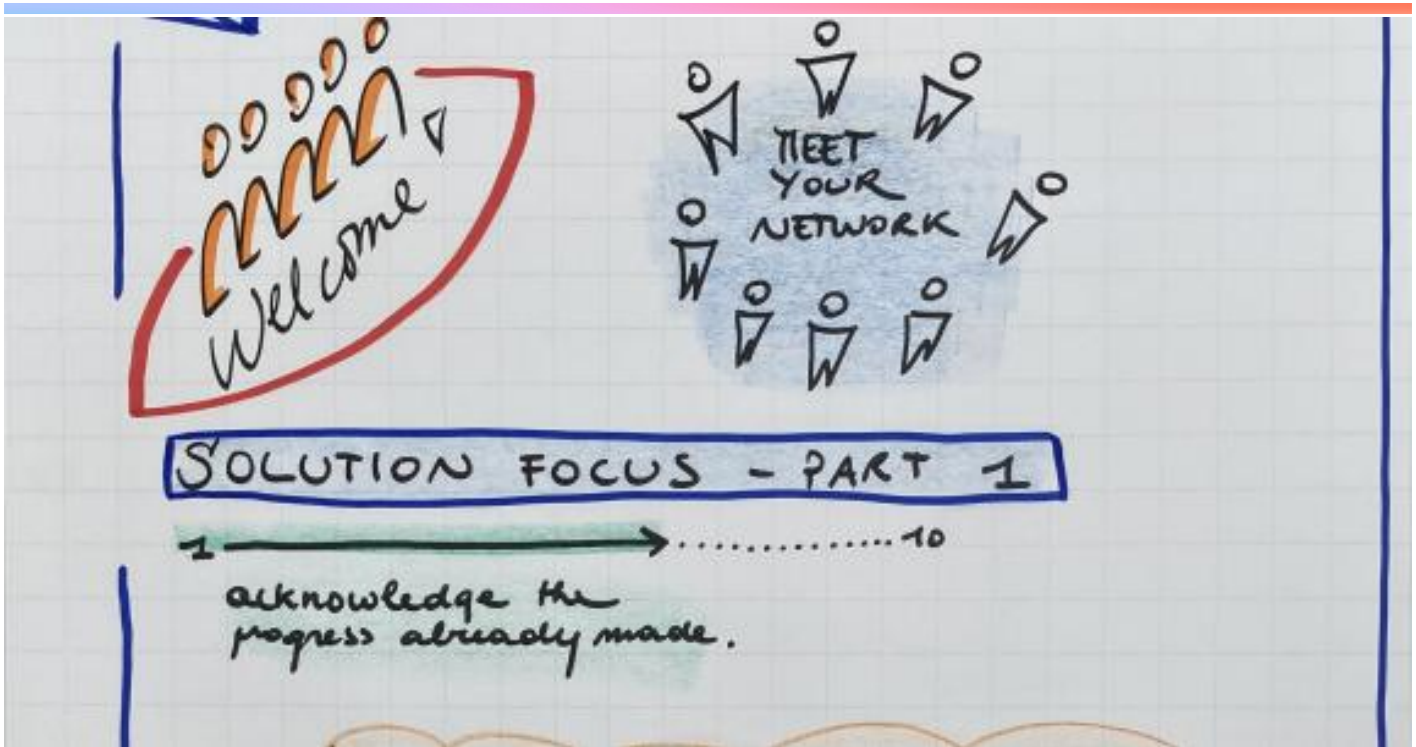 Welcome
MEET
YOUR
NETWORK
SOLUTION FOCUS - PART 1
1 10
acknowledge the
progress already made.